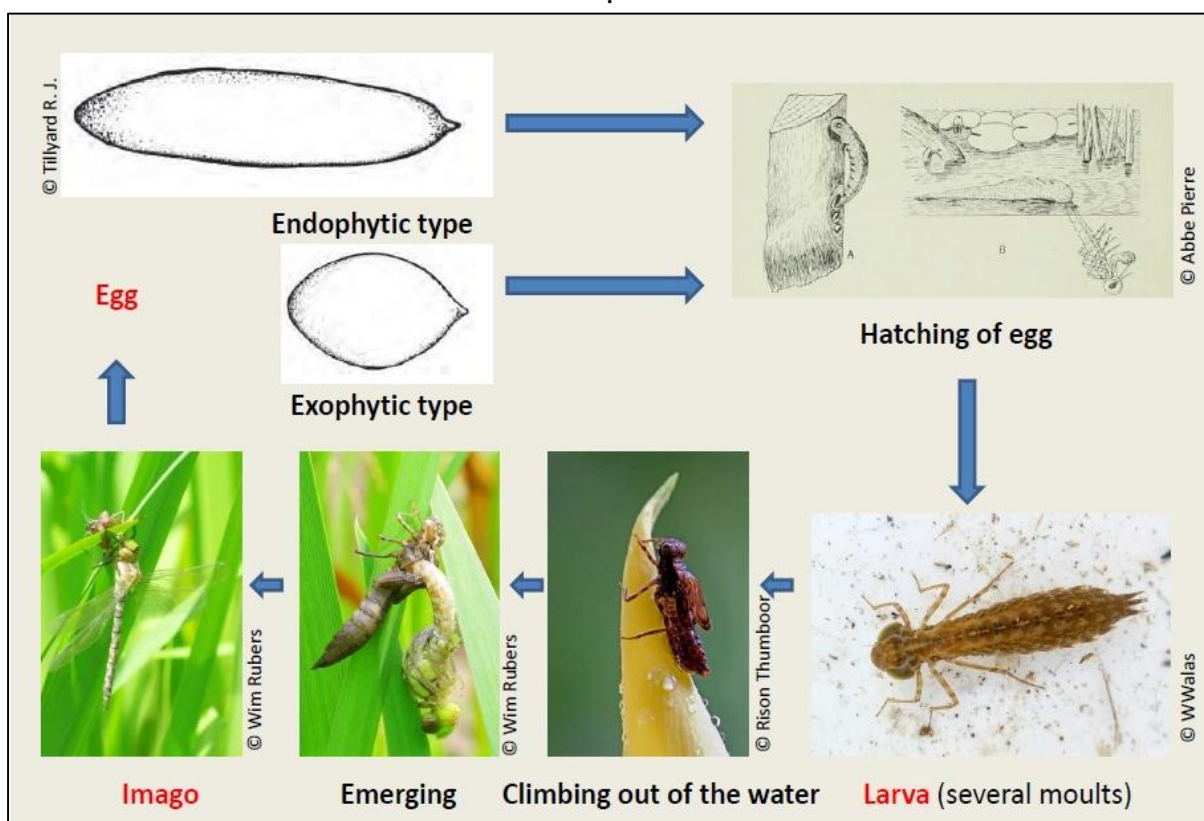 © Tillyard R. J.
Endophytic type
Egg
Exophytic type
A
B
© Abbe Pierre
Hatching of egg
© Wim Rubers
© Wim Rubers
© Rison Thumboor
© WWalas
Imago
Emerging
Climbing out of the water
Larva (several moults)